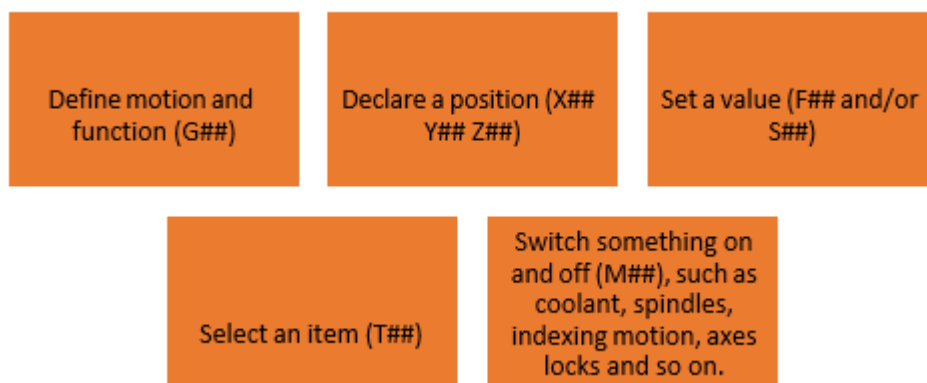 Define motion and
function (G##)
Declare a position (X##
Y## Z##)
Set a value (F## and/or
S##)
Select an item (T##)
Switch something on
and off (M##), such as
coolant, spindles,
indexing motion, axes
locks and so on.